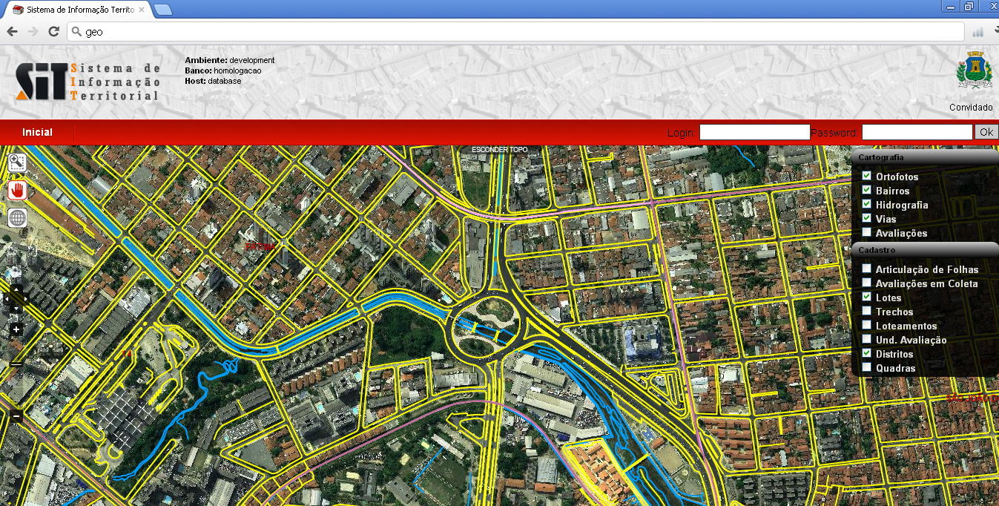 Sistema de Informação Territo
geo
SiT Sistema de
Informação
Territorial
Ambiente: development
Banco: homologacao
Host: database
Convidado
Inicial
Login:
Password:
Ok
ESCONDER TOPO
Cartografia
Ortofotos
Bairros
Hidrografia
Vias
Avaliações
Cadastro
Articulação de Folhas
Avaliações em Coleta
Lotes
Trechos
Loteamentos
Und. Avaliação
Distritos
Quadras